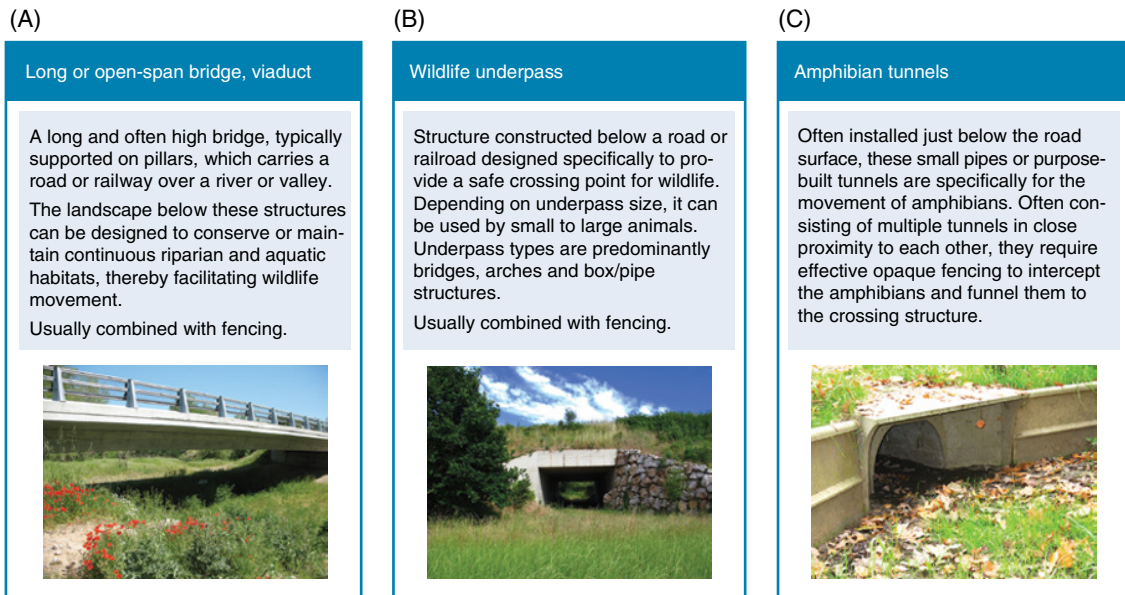 (A)
Long or open-span bridge, viaduct
A long and often high bridge, typically
supported on pillars, which carries a
road or railway over a river or valley.
The landscape below these structures
can be designed to conserve or main-
tain continuous riparian and aquatic
habitats, thereby facilitating wildlife
movement.
Usually combined with fencing.
(B)
Wildlife underpass
Structure constructed below a road or
railroad designed specifically to pro-
vide a safe crossing point for wildlife.
Depending on underpass size, it can
be used by small to large animals.
Underpass types are predominantly
bridges, arches and box/pipe
structures.
Usually combined with fencing.
(C)
Amphibian tunnels
Often installed just below the road
surface, these small pipes or purpose-
built tunnels are specifically for the
movement of amphibians. Often con-
sisting of multiple tunnels in close
proximity to each other, they require
effective opaque fencing to intercept
the amphibians and funnel them to
the crossing structure.